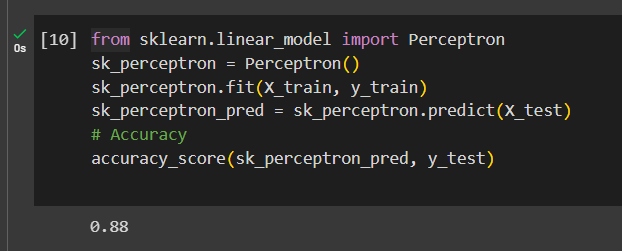 [10] from sklearn.linear_model import Perceptron
0s
sk_perceptron = Perceptron()
sk_perceptron.fit(X_train, y_train)
sk_perceptron_pred = sk_perceptron.predict(X_test)
# Accuracy
accuracy_score(sk_perceptron_pred, y_test)
0.88